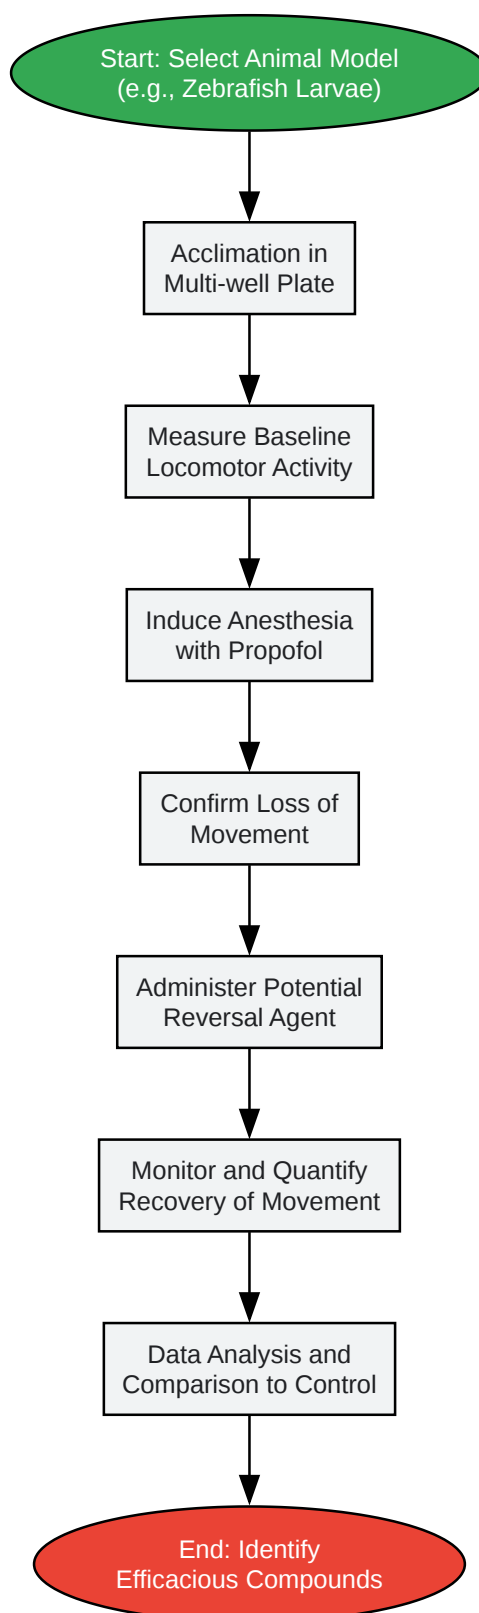 Start: Select Animal Model
(e.g., Zebrafish Larvae)
Acclimation in
Multi-well Plate
Measure Baseline
Locomotor Activity
Induce Anesthesia
with Propofol
Confirm Loss of
Movement
Administer Potential
Reversal Agent
Monitor and Quantify
Recovery of Movement
Data Analysis and
Comparison to Control
End: Identify
Efficacious Compounds